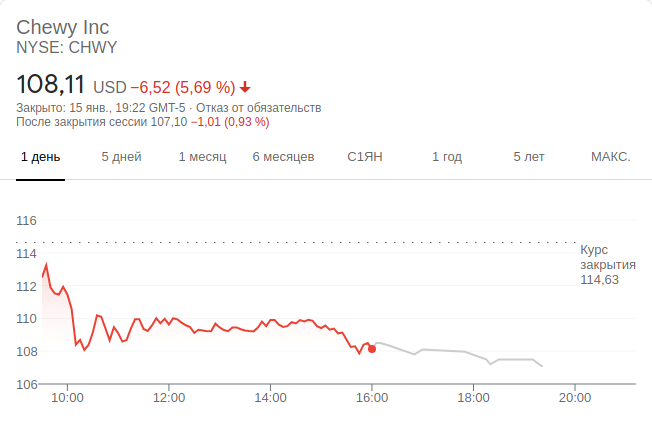 Chewy Inc
NYSE: CHWY
108,11 USD −6,52 (5,69 %)
Закрыто: 15 янв., 19:22 GMT-5 · Отказ от обязательств
После закрытия сессии 107,10 −1,01 (0,93 %)
1 день 5 дней 1 месяц 6 месяцев С1ЯН 1 год 5 лет МАКС.
116
114
112
110
108
106
Курс
закрытия
114,63
10:00 12:00 14:00 16:00 18:00 20:00